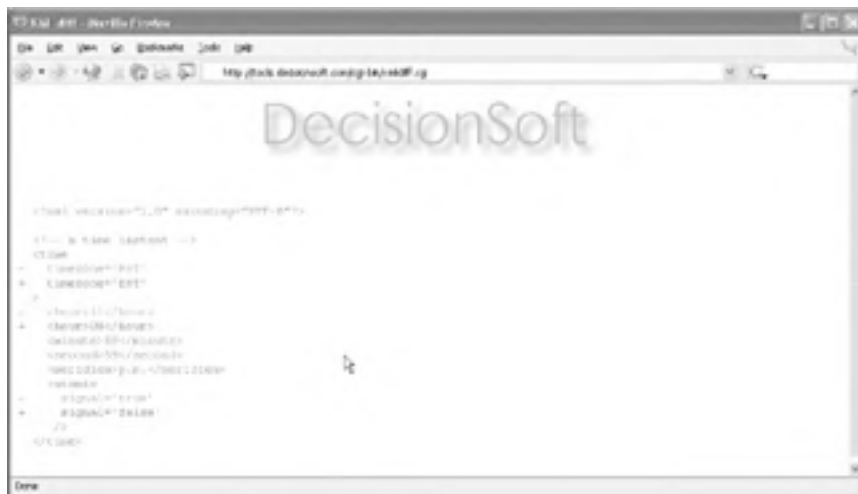 XML diff - Mozilla Firefox
File Edit View Go Bookmarks Tools Help
http://tools.decisionsoft.com/cgi-bin/xmldiff.cgi
DecisionSoft
<?xml version="1.0" encoding="UTF-8"?>
<!-- a time instant -->
<time
- timezone='PST'
+ timezone='EST'
>
- <hour>11</hour>
+ <hour>08</hour>
<minute>59</minute>
<second>59</second>
<meridiem>p.m.</meridiem>
<atomic
- signal='true'
+ signal='false'
/>
</time>
Done